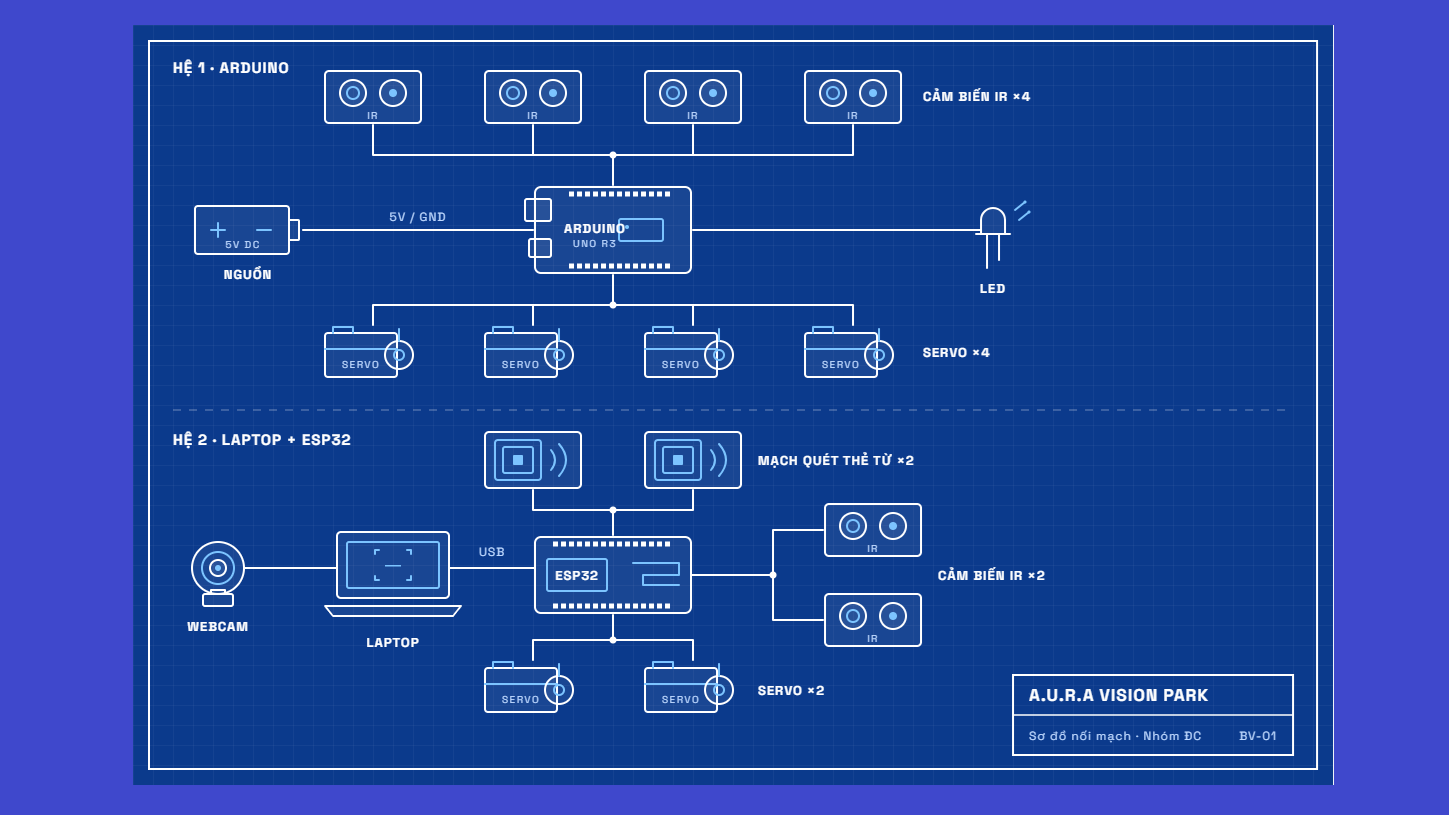 HỆ 1 · ARDUINO
IR
IR
IR
IR
CẢM BIẾN IR ×4
5V DC
NGUỒN
5V / GND
ARDUINO
UNO R3
LED
SERVO
SERVO
SERVO
SERVO
SERVO ×4
HỆ 2 · LAPTOP + ESP32
MẠCH QUÉT THẺ TỪ ×2
WEBCAM
LAPTOP
USB
ESP32
IR
CẢM BIẾN IR ×2
IR
SERVO
SERVO
SERVO ×2
A.U.R.A VISION PARK
Sơ đồ nối mạch · Nhóm ĐC BV-01